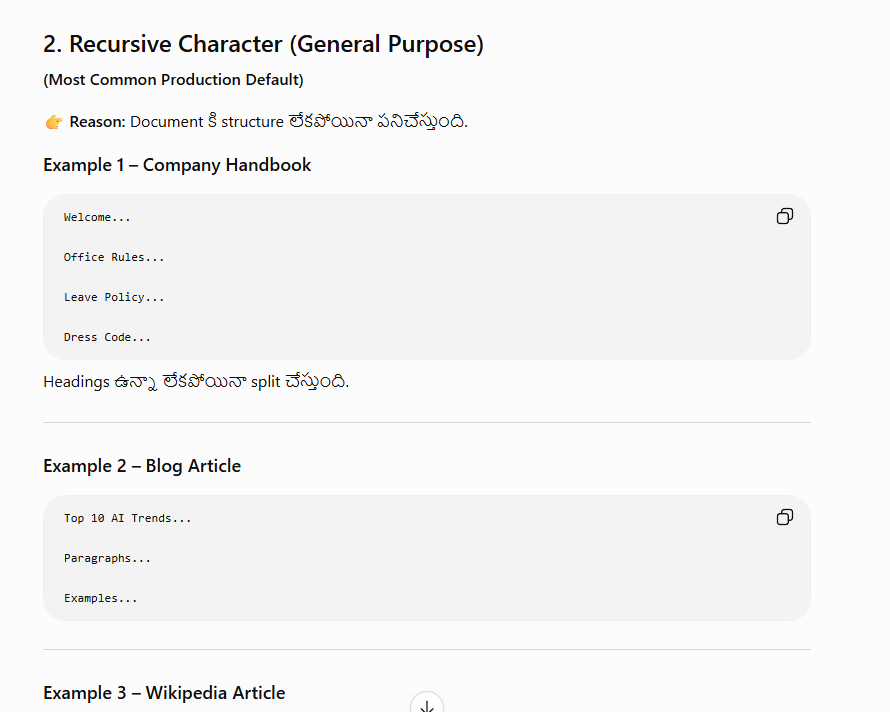 2. Recursive Character (General Purpose)
(Most Common Production Default)
👉 Reason: Document కి structure లేకపోయినా పనిచేస్తుంది.
Example 1 – Company Handbook
Welcome...
Office Rules...
Leave Policy...
Dress Code...
Headings ఉన్నా లేకపోయినా split చేస్తుంది.
Example 2 – Blog Article
Top 10 AI Trends...
Paragraphs...
Examples...
Example 3 – Wikipedia Article